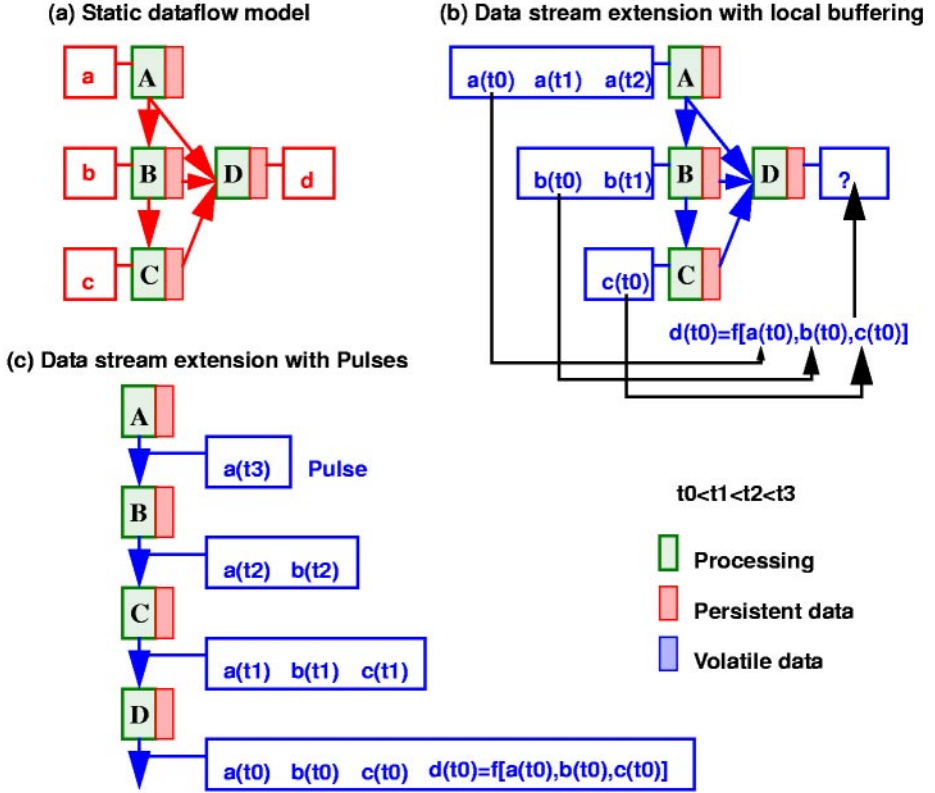 (a) Static dataflow model
a A
b B D d
c C
(b) Data stream extension with local buffering
a(t0) a(t1) a(t2) A
b(t0) b(t1) B D ?
c(t0) C
d(t0)=f[a(t0),b(t0),c(t0)]
(c) Data stream extension with Pulses
A
a(t3) Pulse
B
a(t2) b(t2)
C
a(t1) b(t1) c(t1)
D
a(t0) b(t0) c(t0) d(t0)=f[a(t0),b(t0),c(t0)]
t0<t1<t2<t3
Processing
Persistent data
Volatile data